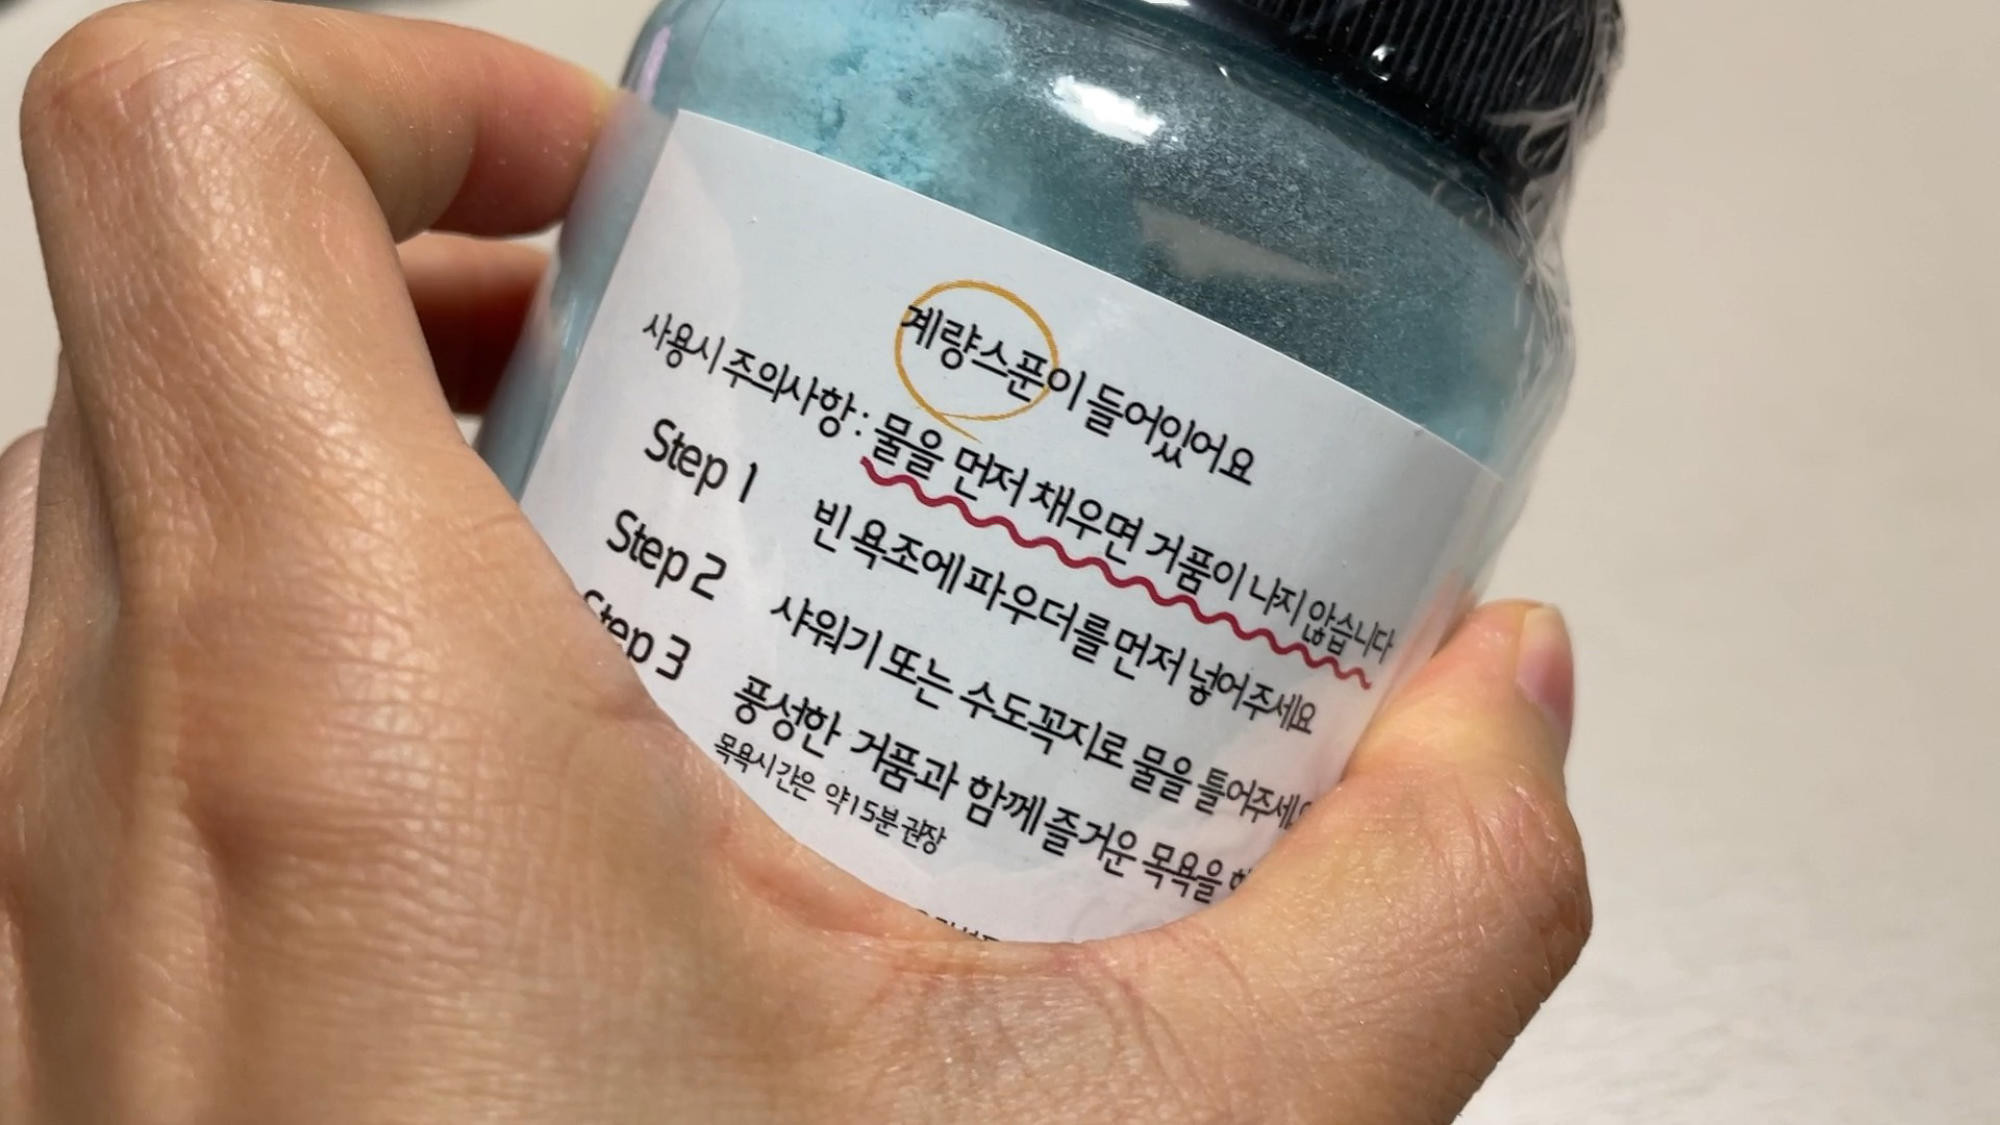 계량스푼이 들어있어요
사용시 주의사항: 물을 먼저 채우면 거품이 나지 않습니다
Step 1 빈 욕조에 파우더를 먼저 넣어주세요
Step 2 샤워기 또는 수도꼭지로 물을 틀어주세요
Step 3 풍성한 거품과 함께 즐거운 목욕을
목욕시간은 약15분 권장